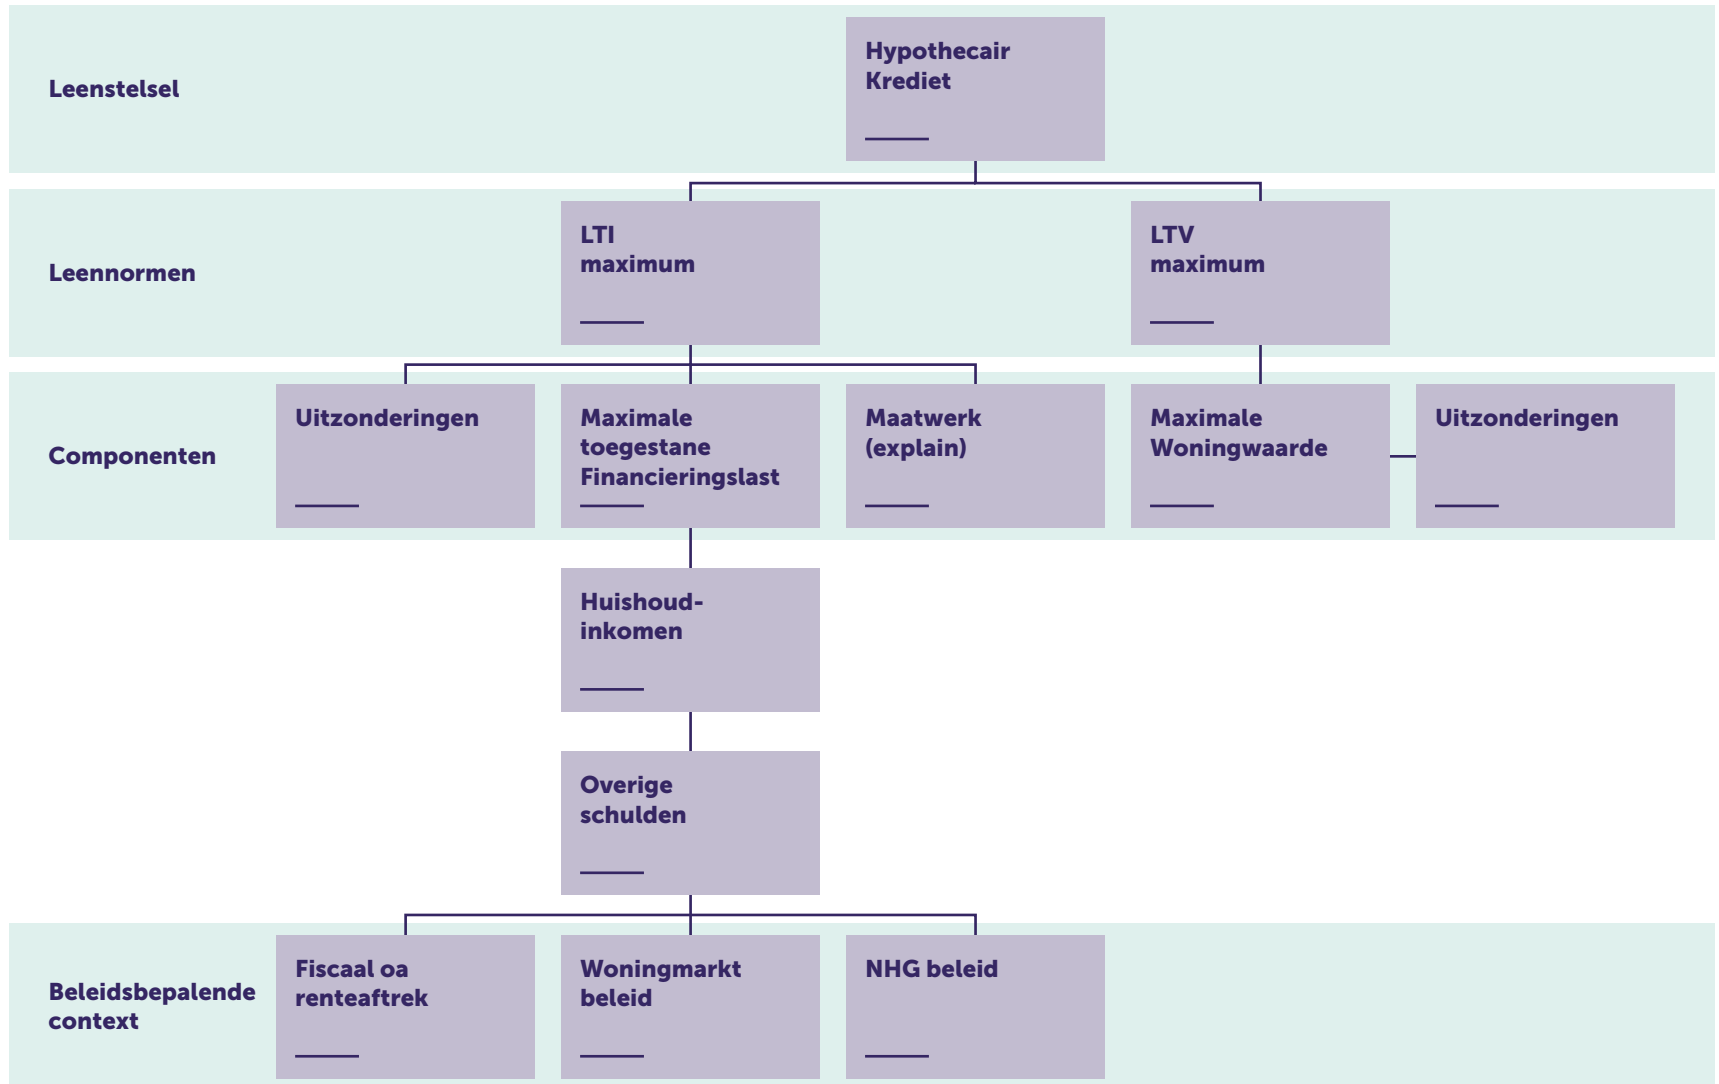 Leenstelsel
Hypothecair
Krediet
Leennormen
LTI
maximum
LTV
maximum
Componenten
Uitzonderingen
Maximale
toegestane
Financieringslast
Maatwerk
(explain)
Maximale
Woningwaarde
Uitzonderingen
Huishoud-
inkomen
Overige
schulden
Beleidsbepalende
context
Fiscaal oa
renteaftrek
Woningmarkt
beleid
NHG beleid